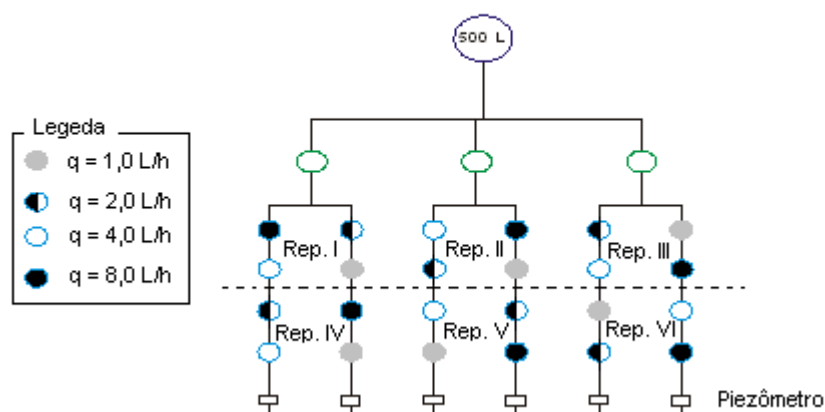 500 L
Legeda
q = 1,0 L/h
q = 2,0 L/h
q = 4,0 L/h
q = 8,0 L/h
Rep. I
Rep. II
Rep. III
Rep. IV
Rep. V
Rep. VI
Piezômetro